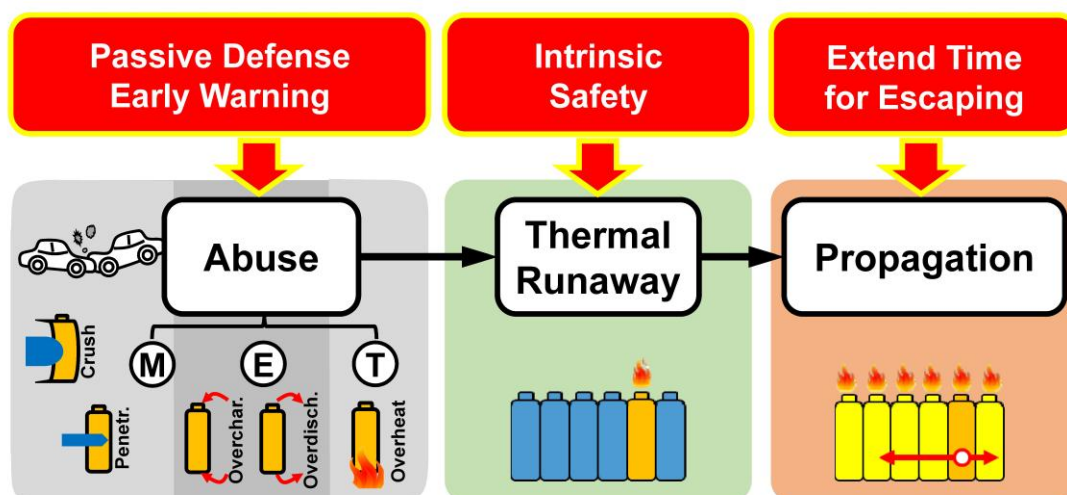 Passive Defense
Early Warning
Intrinsic
Safety
Extend Time
for Escaping
Abuse
Thermal
Runaway
Propagation
M
E
T
Crush
Penetr.
Overchar.
Overdisch.
Overheat